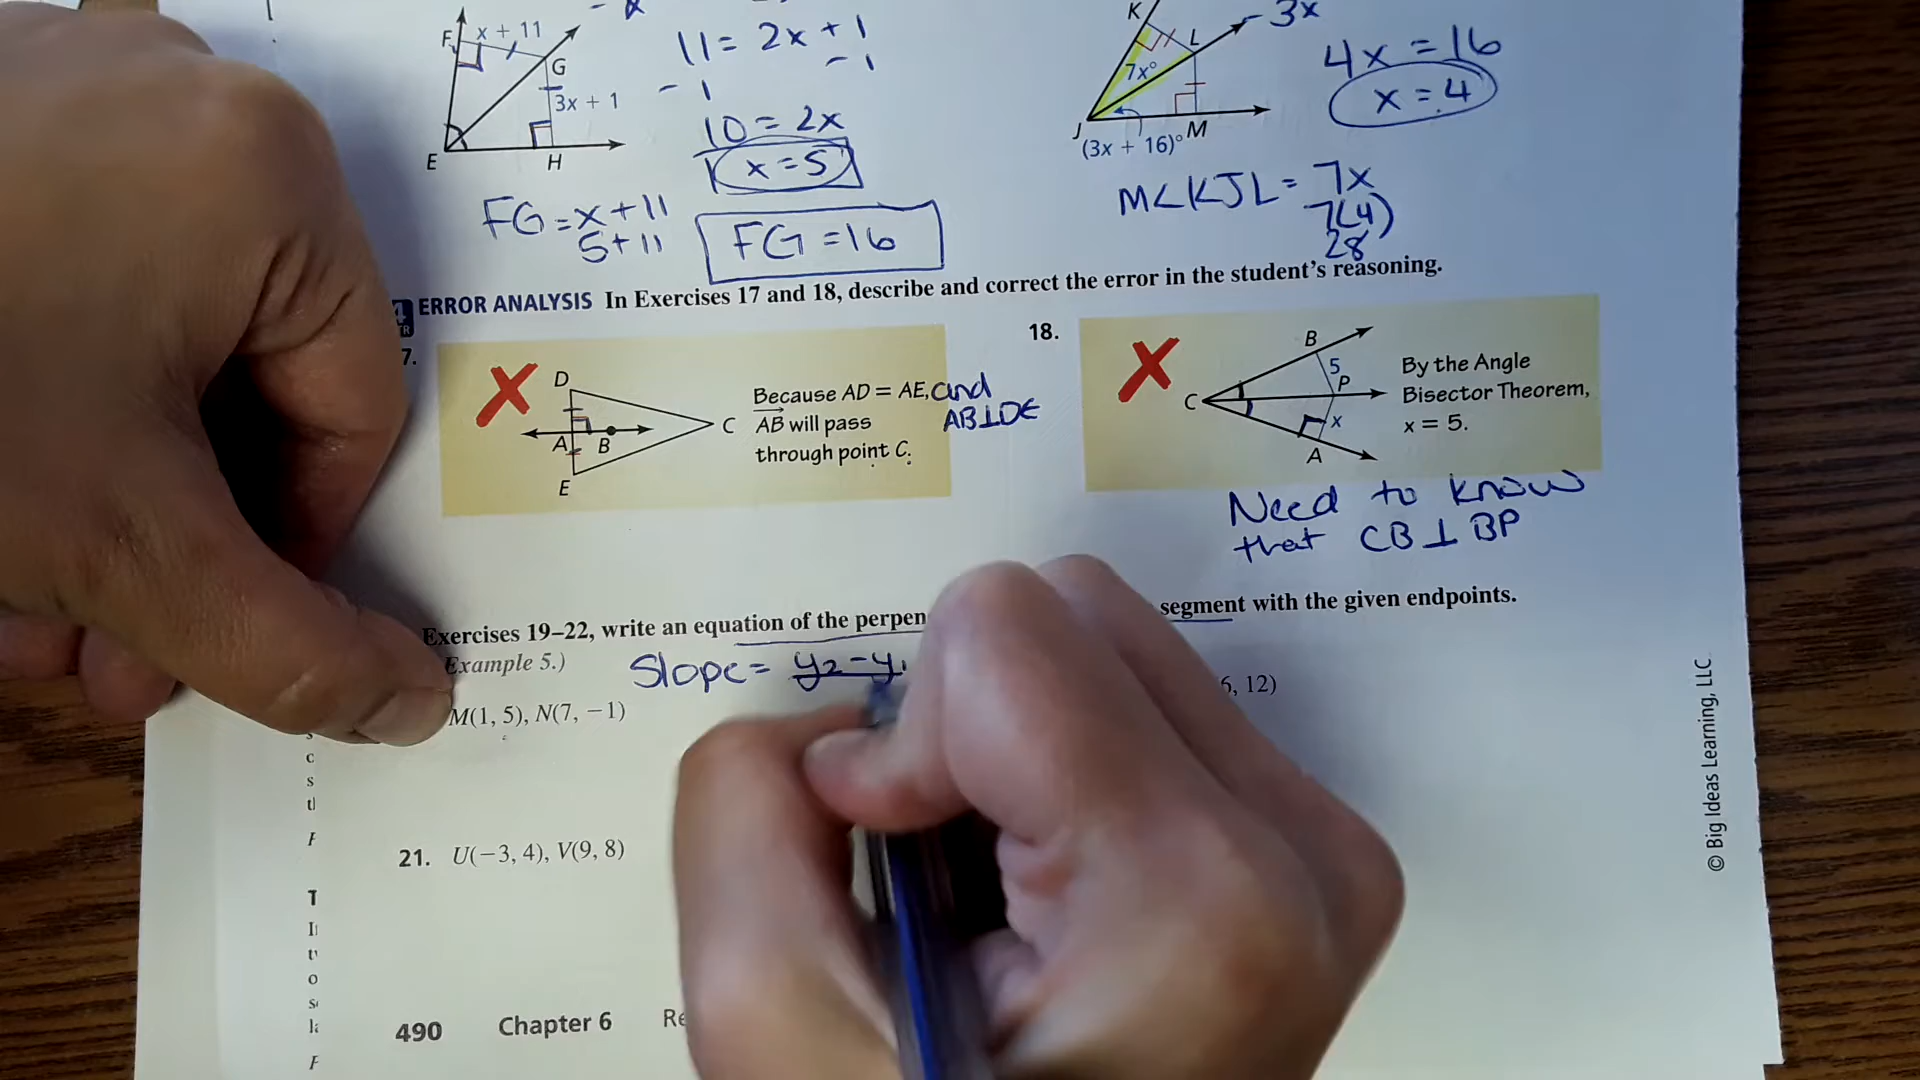 F
x + 11
G
3x + 1
E
H
11 = 2x + 1
- 1
- 1
10 = 2x
x = 5
FG = x + 11
5 + 11
FG = 16
K
L
3x
7x°
J
M
(3x + 16)°
4x = 16
x = 4
M<KJL = 7x
7(4)
28
ERROR ANALYSIS In Exercises 17 and 18, describe and correct the error in the student's reasoning.
7.
D
A
B
C
E
Because AD = AE, and
AB⊥DE
AB will pass
through point C.
18.
B
5
P
C
x
A
By the Angle
Bisector Theorem,
x = 5.
Need to know
that CB⊥BP
Exercises 19–22, write an equation of the perpen segment with the given endpoints.
Example 5.)
Slope = y2 - y1
M(1, 5), N(7, −1)
6, 12)
21. U(−3, 4), V(9, 8)
490 Chapter 6 Re
© Big Ideas Learning, LLC